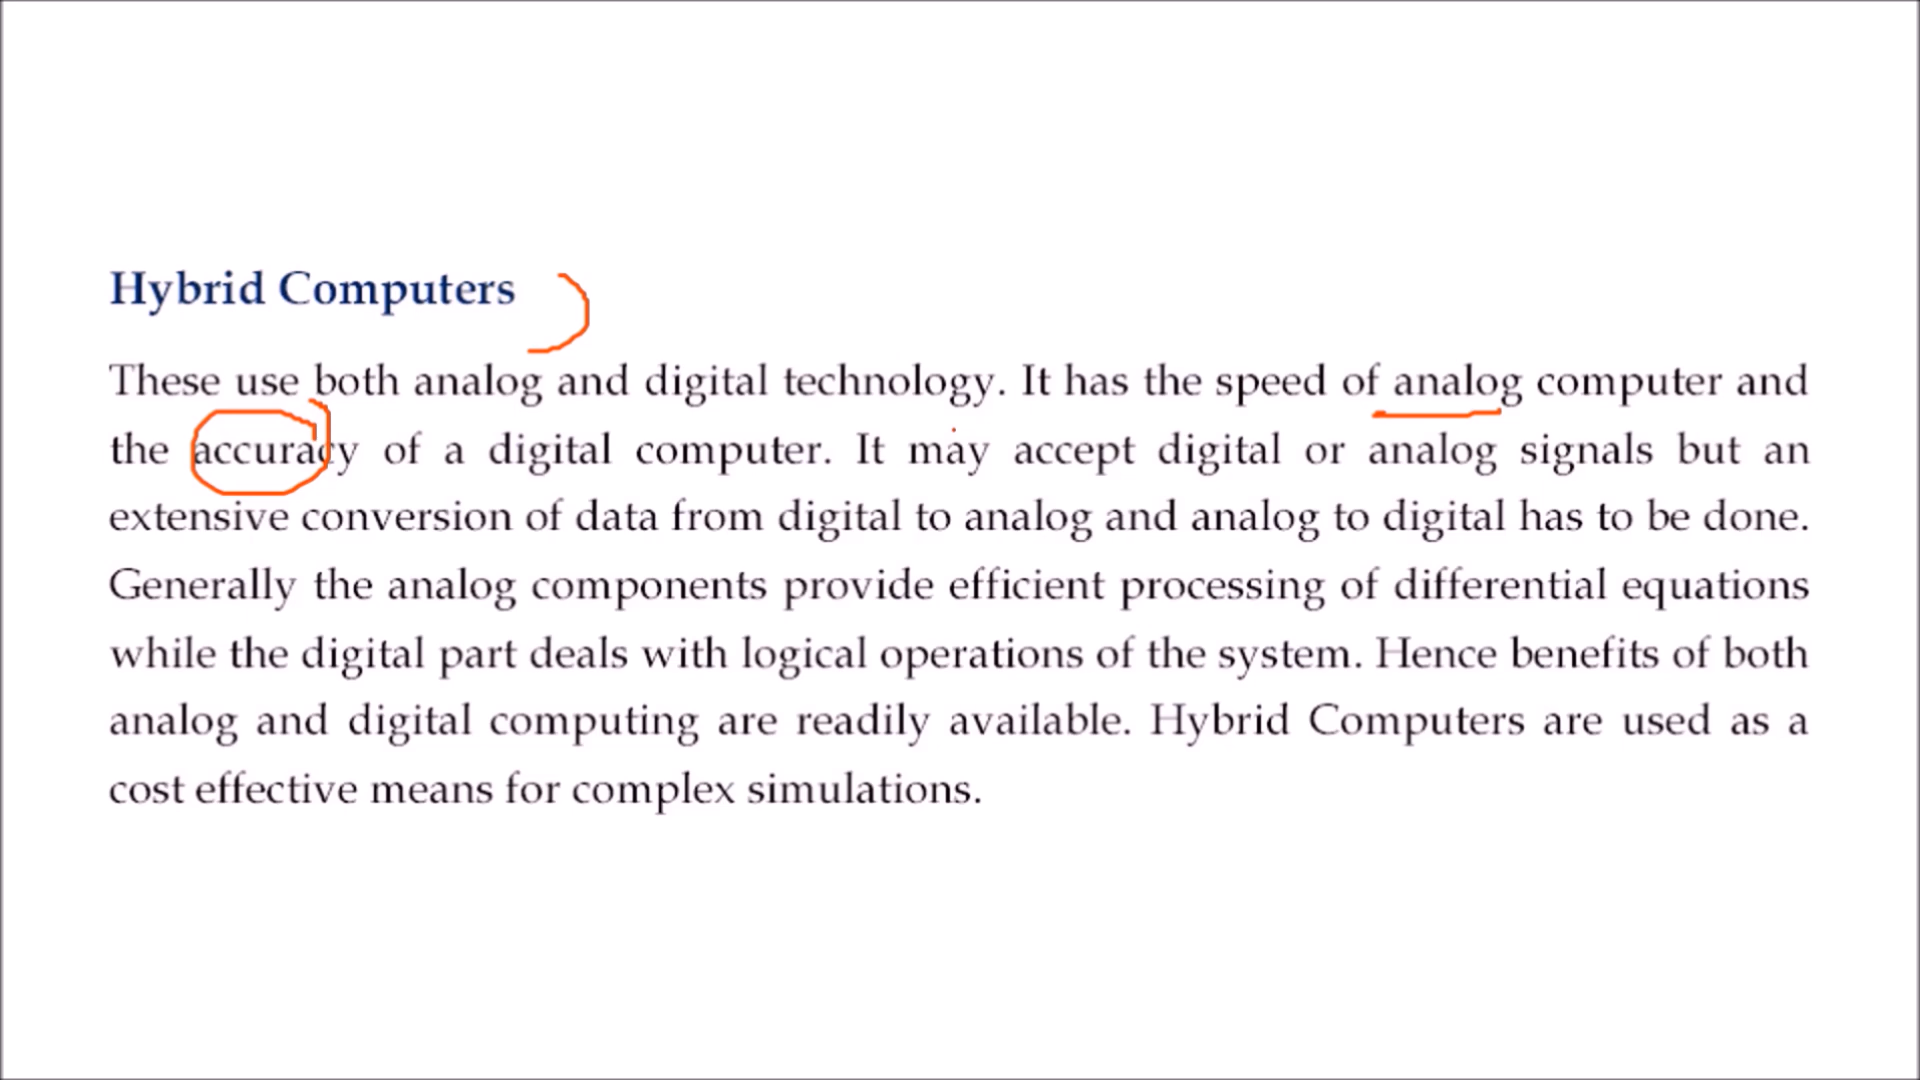 Hybrid Computers
These use both analog and digital technology. It has the speed of analog computer and
the accuracy of a digital computer. It may accept digital or analog signals but an
extensive conversion of data from digital to analog and analog to digital has to be done.
Generally the analog components provide efficient processing of differential equations
while the digital part deals with logical operations of the system. Hence benefits of both
analog and digital computing are readily available. Hybrid Computers are used as a
cost effective means for complex simulations.